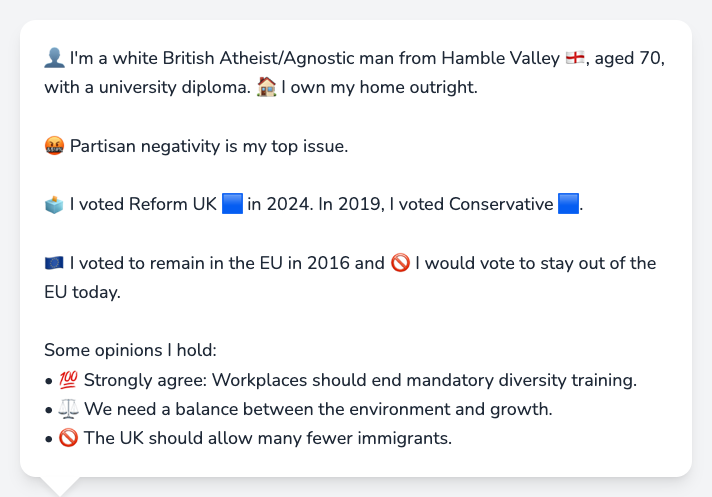 👤 I'm a white British Atheist/Agnostic man from Hamble Valley 🏴󠁧󠁢󠁥󠁮󠁧󠁿, aged 70,
with a university diploma. 🏠 I own my home outright.
🤬 Partisan negativity is my top issue.
🗳️ I voted Reform UK 🟦 in 2024. In 2019, I voted Conservative 🟦.
🇪🇺 I voted to remain in the EU in 2016 and 🚫 I would vote to stay out of the
EU today.
Some opinions I hold:
• 💯 Strongly agree: Workplaces should end mandatory diversity training.
• ⚖️ We need a balance between the environment and growth.
• 🚫 The UK should allow many fewer immigrants.